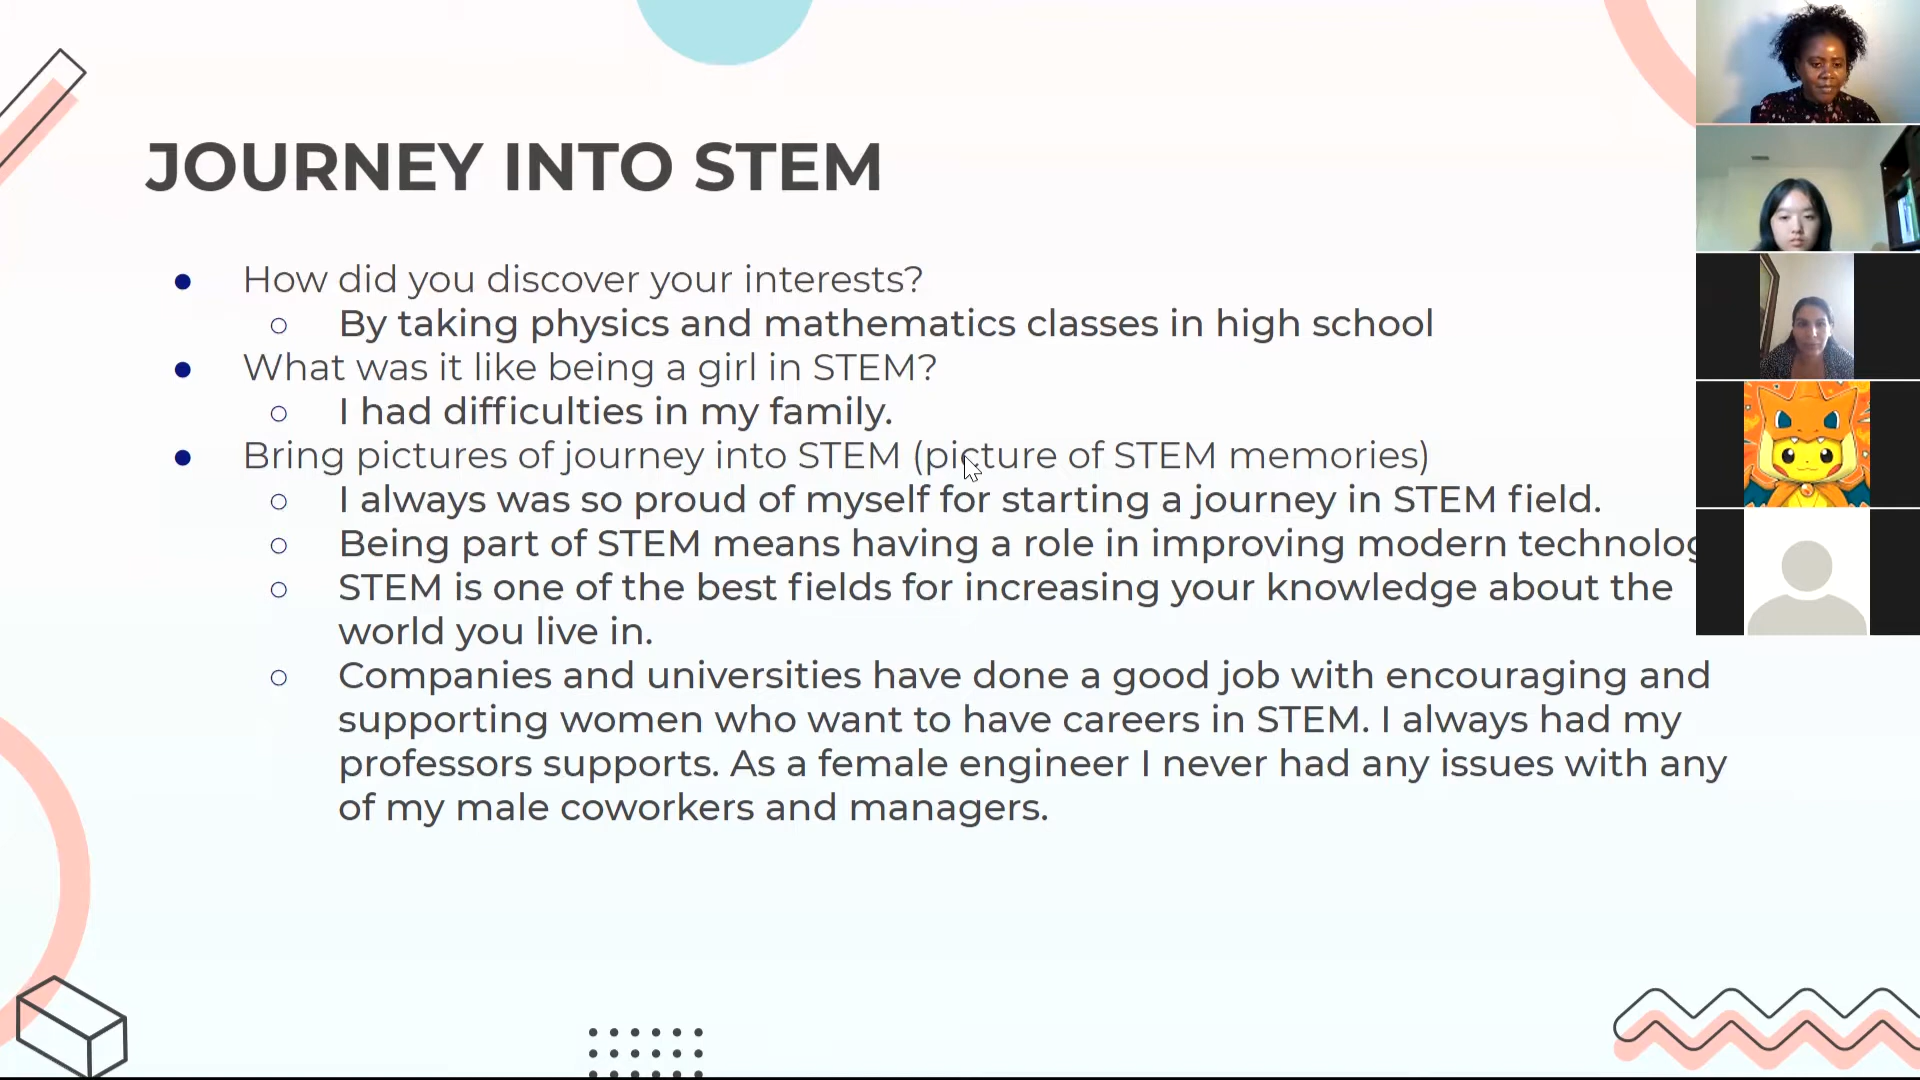 JOURNEY INTO STEM
How did you discover your interests?
By taking physics and mathematics classes in high school
What was it like being a girl in STEM?
I had difficulties in my family.
Bring pictures of journey into STEM (picture of STEM memories)
I always was so proud of myself for starting a journey in STEM field.
Being part of STEM means having a role in improving modern
STEM is one of the best fields for increasing your knowledge about the
world you live in.
Companies and universities have done a good job with encouraging and
supporting women who want to have careers in STEM. I always had my
professors supports. As a female engineer I never had any issues with any
of my male coworkers and managers.